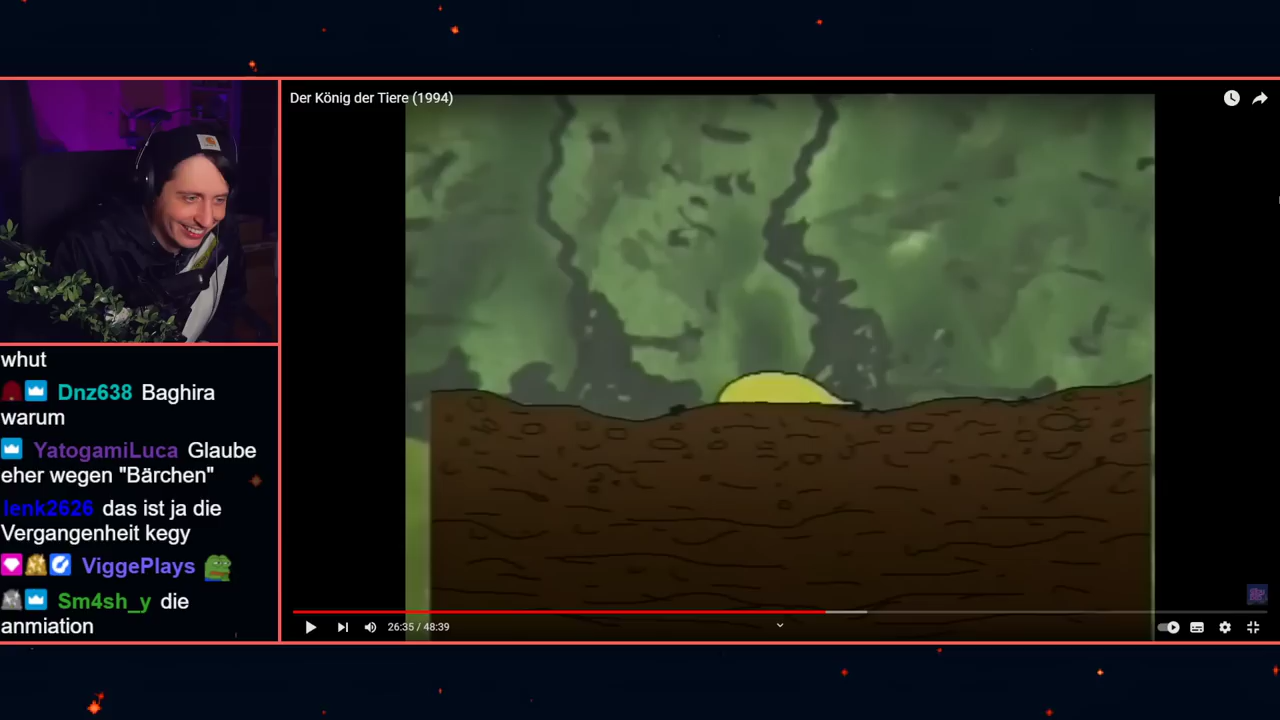 Der König der Tiere (1994)
whut
Dnz638 Baghira
warum
YatogamiLuca Glaube
eher wegen "Bärchen"
lenk2626 das ist ja die
Vergangenheit kegy
ViggePlays
Sm4sh_y die
anmiation
26:35 / 48:39